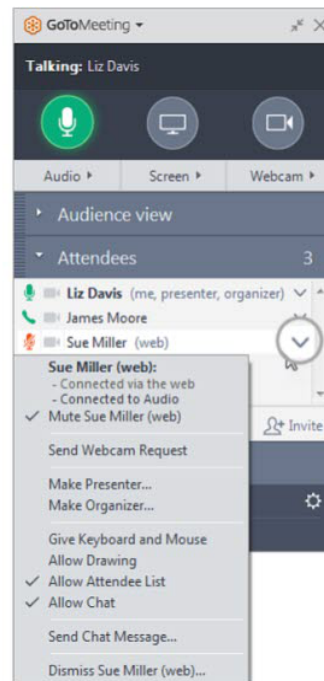 GoToMeeting
Talking: Liz Davis
Audio Screen Webcam
Audience view
Attendees 3
Liz Davis (me, presenter, organizer)
James Moore
Sue Miller (web)
Sue Miller (web):
- Connected via the web
- Connected to Audio
Mute Sue Miller (web)
Invite
Send Webcam Request
Make Presenter...
Make Organizer...
Give Keyboard and Mouse
Allow Drawing
Allow Attendee List
Allow Chat
Send Chat Message...
Dismiss Sue Miller (web)...